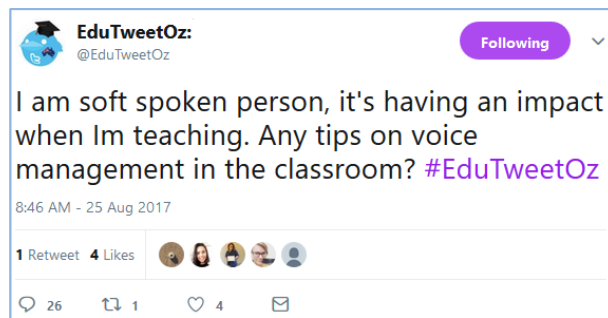 EduTweetOz:
@EduTweetOz
Following
I am soft spoken person, it's having an impact
when Im teaching. Any tips on voice
management in the classroom? #EduTweetOz
8:46 AM - 25 Aug 2017
1 Retweet 4 Likes
26 1 4